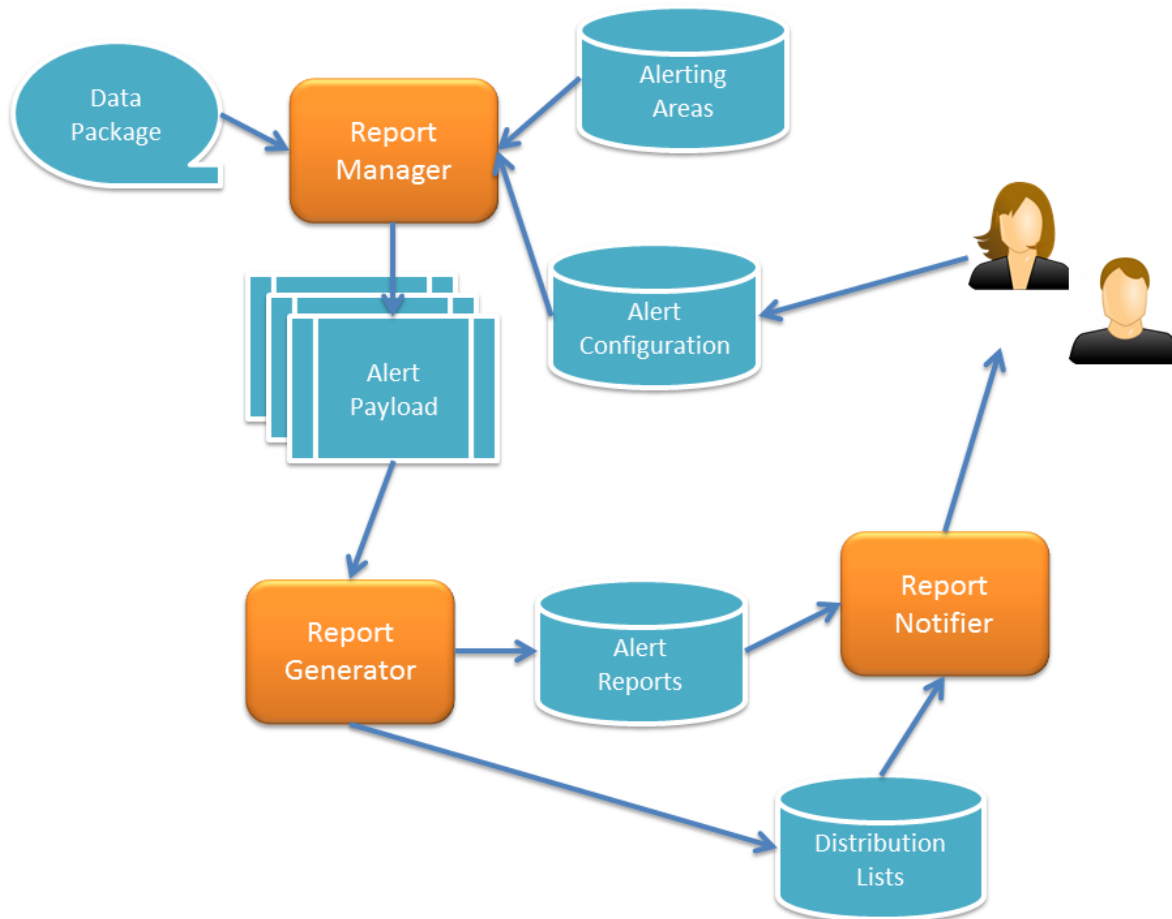 Data
Package
Report
Manager
Alerting
Areas
Alert
Configuration
Alert
Payload
Report
Generator
Alert
Reports
Report
Notifier
Distribution
Lists